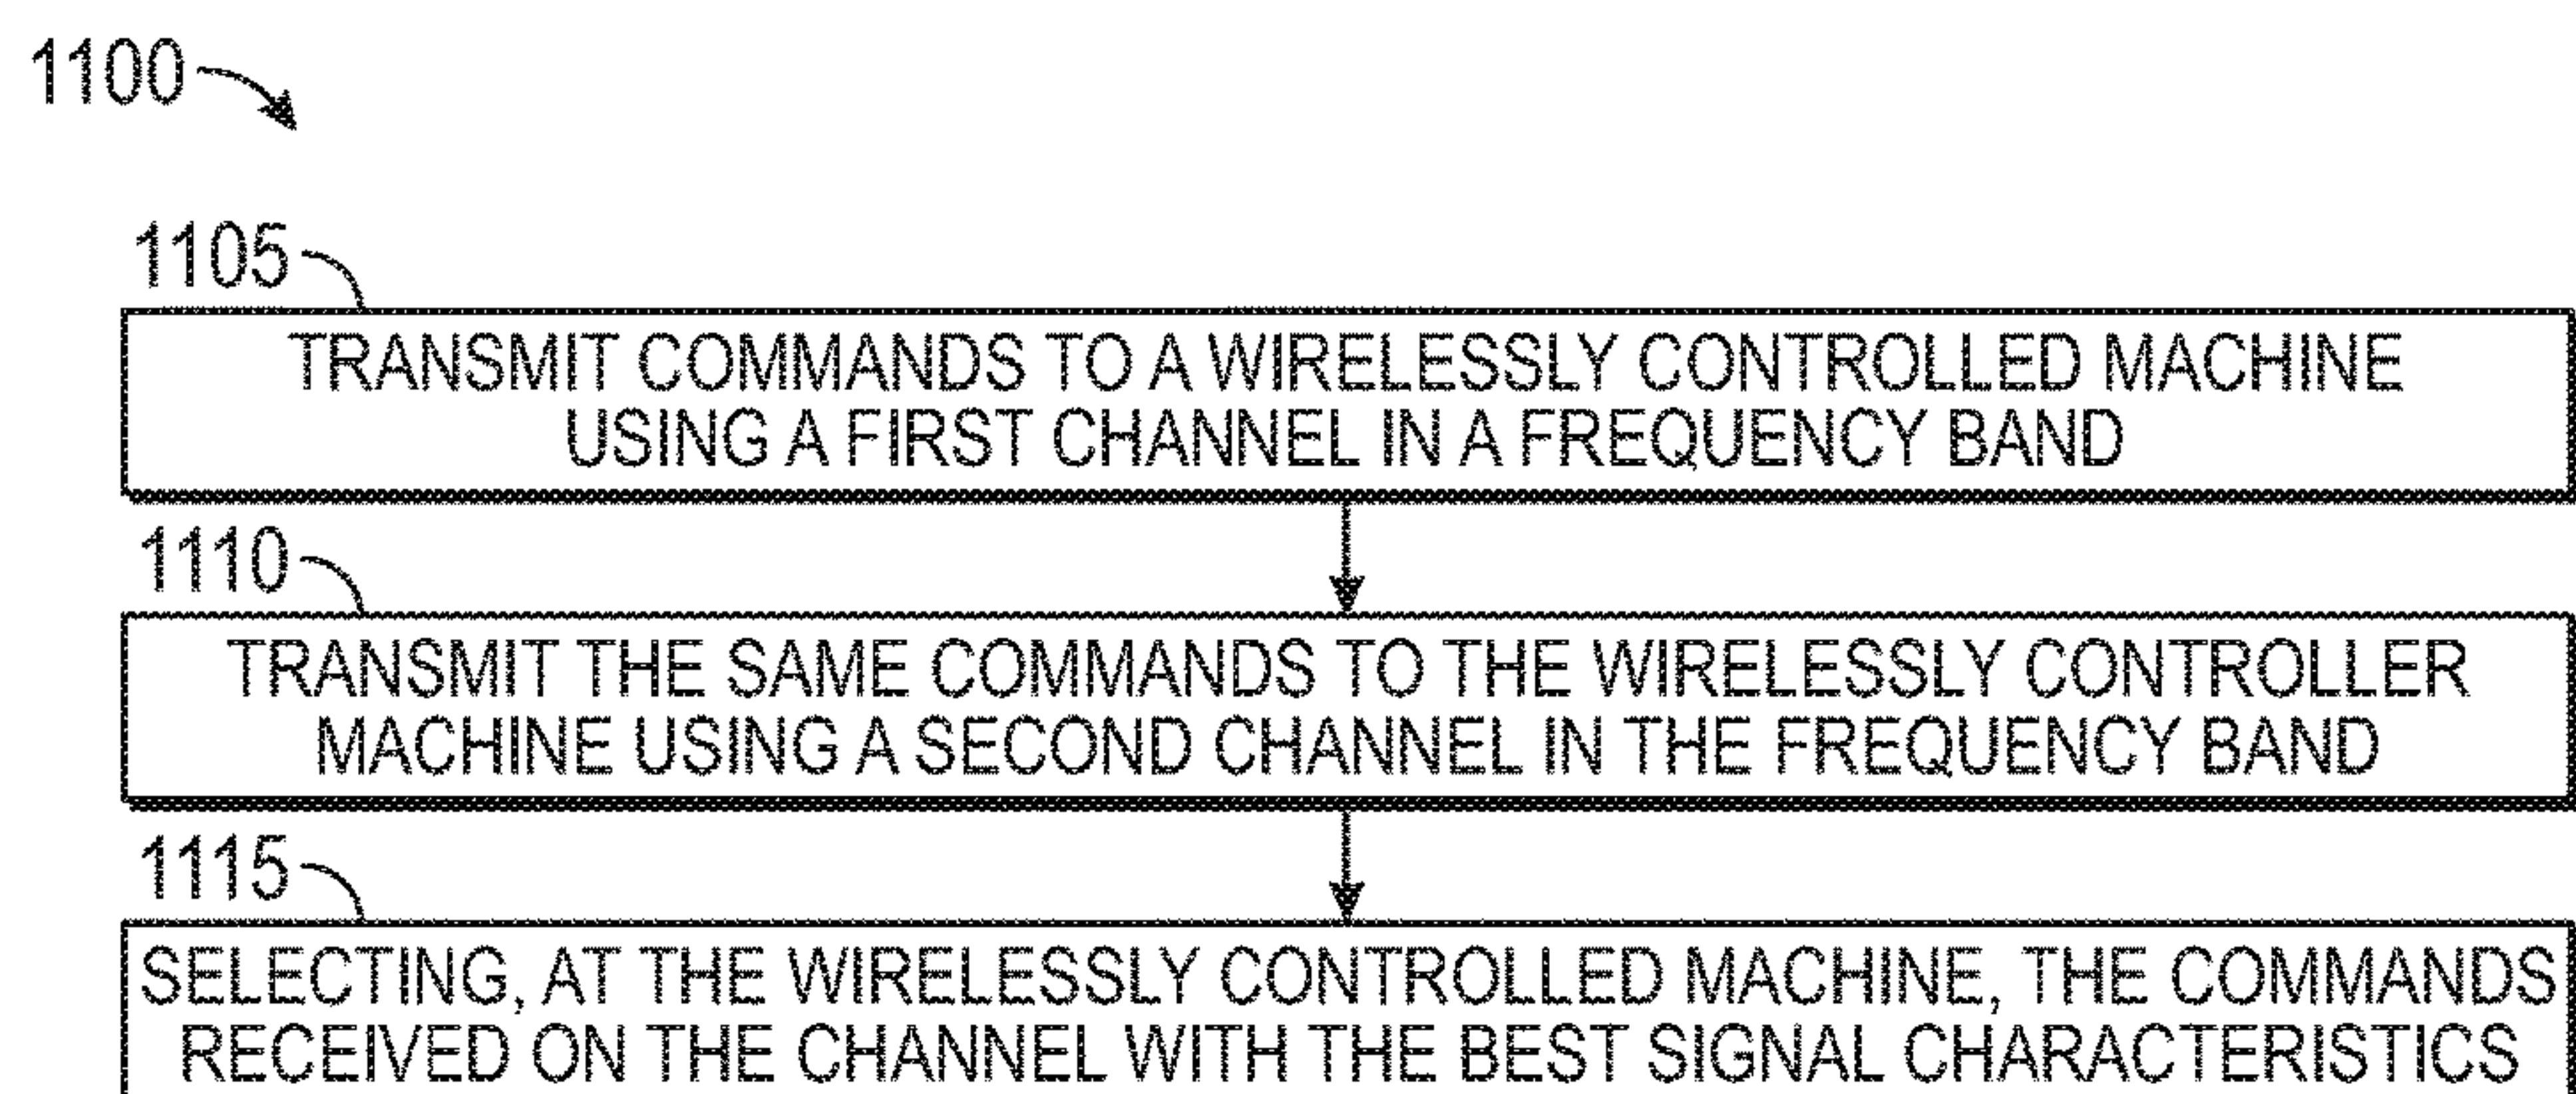 1100
1105
TRANSMIT COMMANDS TO A WIRELESSLY CONTROLLED MACHINE
USING A FIRST CHANNEL IN A FREQUENCY BAND
1110
TRANSMIT THE SAME COMMANDS TO THE WIRELESSLY CONTROLLER
MACHINE USING A SECOND CHANNEL IN THE FREQUENCY BAND
1115
SELECTING, AT THE WIRELESSLY CONTROLLED MACHINE, THE COMMANDS
RECEIVED ON THE CHANNEL WITH THE BEST SIGNAL CHARACTERISTICS